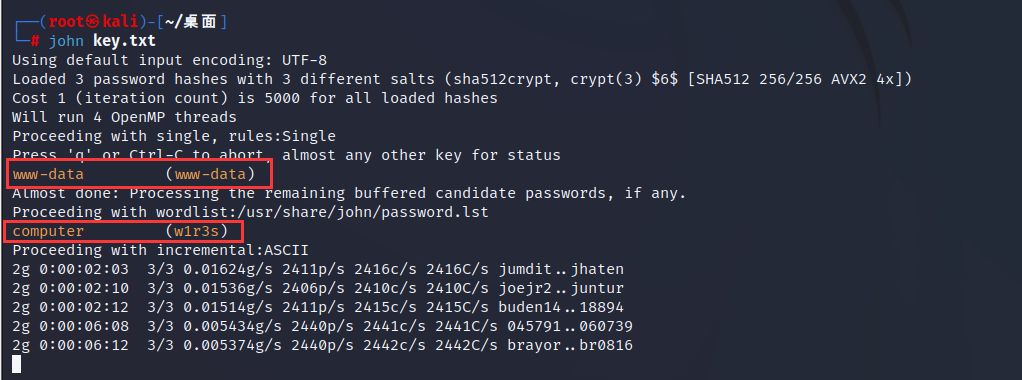 ┌──(root㉿kali)-[~/桌面]
└─# john key.txt
Using default input encoding: UTF-8
Loaded 3 password hashes with 3 different salts (sha512crypt, crypt(3) $6$ [SHA512 256/256 AVX2 4x])
Cost 1 (iteration count) is 5000 for all loaded hashes
Will run 4 OpenMP threads
Proceeding with single, rules:Single
Press 'q' or Ctrl-C to abort, almost any other key for status
www-data         (www-data)
Almost done: Processing the remaining buffered candidate passwords, if any.
Proceeding with wordlist:/usr/share/john/password.lst
computer         (w1r3s)
Proceeding with incremental:ASCII
2g 0:00:02:03  3/3 0.01624g/s 2411p/s 2416c/s 2416C/s jumdit..jhaten
2g 0:00:02:10  3/3 0.01536g/s 2406p/s 2410c/s 2410C/s joejr2..juntur
2g 0:00:02:12  3/3 0.01514g/s 2411p/s 2415c/s 2415C/s buden14..18894
2g 0:00:06:08  3/3 0.005434g/s 2440p/s 2441c/s 2441C/s 045791..060739
2g 0:00:06:12  3/3 0.005374g/s 2440p/s 2442c/s 2442C/s brayor..br0816